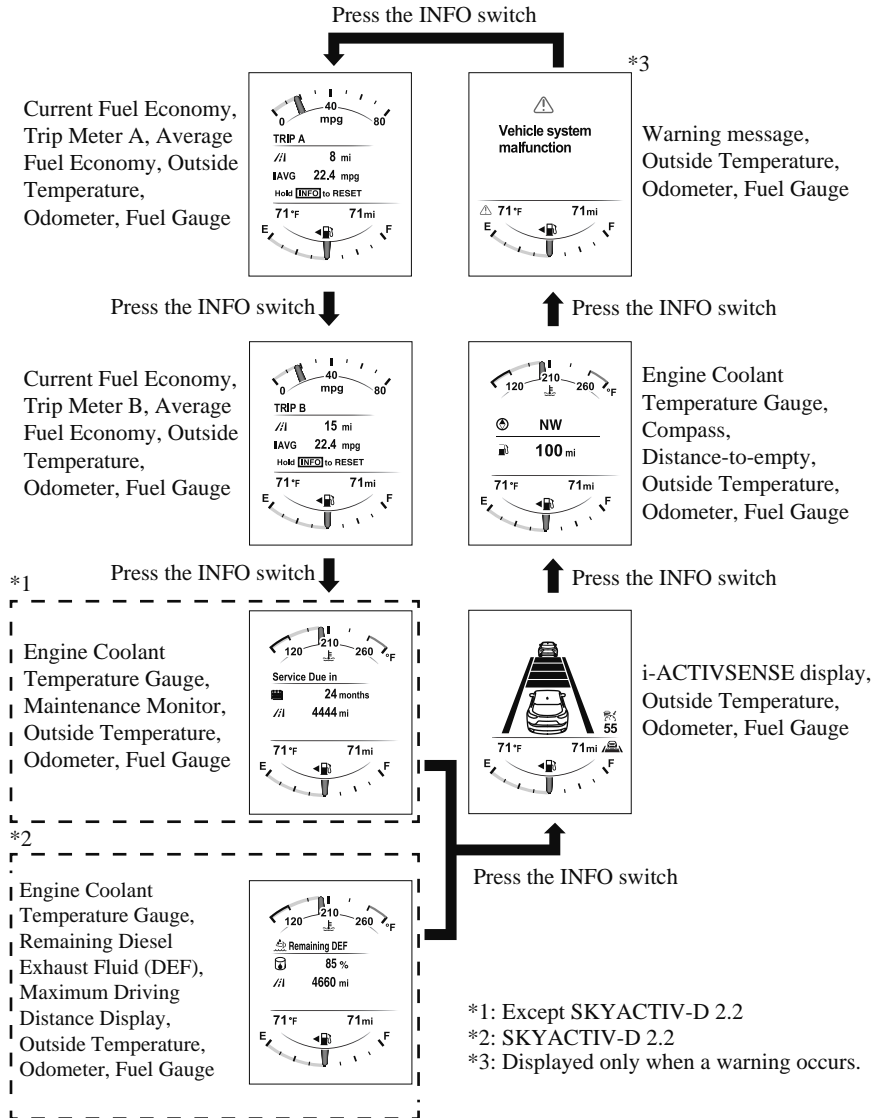 Press the INFO switch
Current Fuel Economy,
Trip Meter A, Average
Fuel Economy, Outside
Temperature,
Odometer, Fuel Gauge
0 40 80
mpg
TRIP A
8 mi
AVG 22.4 mpg
Hold INFO to RESET
71°F 71mi
E F
*3
Vehicle system
malfunction
71°F 71mi
E F
Warning message,
Outside Temperature,
Odometer, Fuel Gauge
Press the INFO switch
Press the INFO switch
Current Fuel Economy,
Trip Meter B, Average
Fuel Economy, Outside
Temperature,
Odometer, Fuel Gauge
0 40 80
mpg
TRIP B
15 mi
AVG 22.4 mpg
Hold INFO to RESET
71°F 71mi
E F
120 210 260 °F
NW
100 mi
71°F 71mi
E F
Engine Coolant
Temperature Gauge,
Compass,
Distance-to-empty,
Outside Temperature,
Odometer, Fuel Gauge
Press the INFO switch
Press the INFO switch
*1
Engine Coolant
Temperature Gauge,
Maintenance Monitor,
Outside Temperature,
Odometer, Fuel Gauge
120 210 260 °F
Service Due in
24 months
4444 mi
71°F 71mi
E F
55
71°F 71mi
E F
i-ACTIVSENSE display,
Outside Temperature,
Odometer, Fuel Gauge
Press the INFO switch
*2
Engine Coolant
Temperature Gauge,
Remaining Diesel
Exhaust Fluid (DEF),
Maximum Driving
Distance Display,
Outside Temperature,
Odometer, Fuel Gauge
120 210 260 °F
Remaining DEF
85 %
4660 mi
71°F 71mi
E F
*1: Except SKYACTIV-D 2.2
*2: SKYACTIV-D 2.2
*3: Displayed only when a warning occurs.